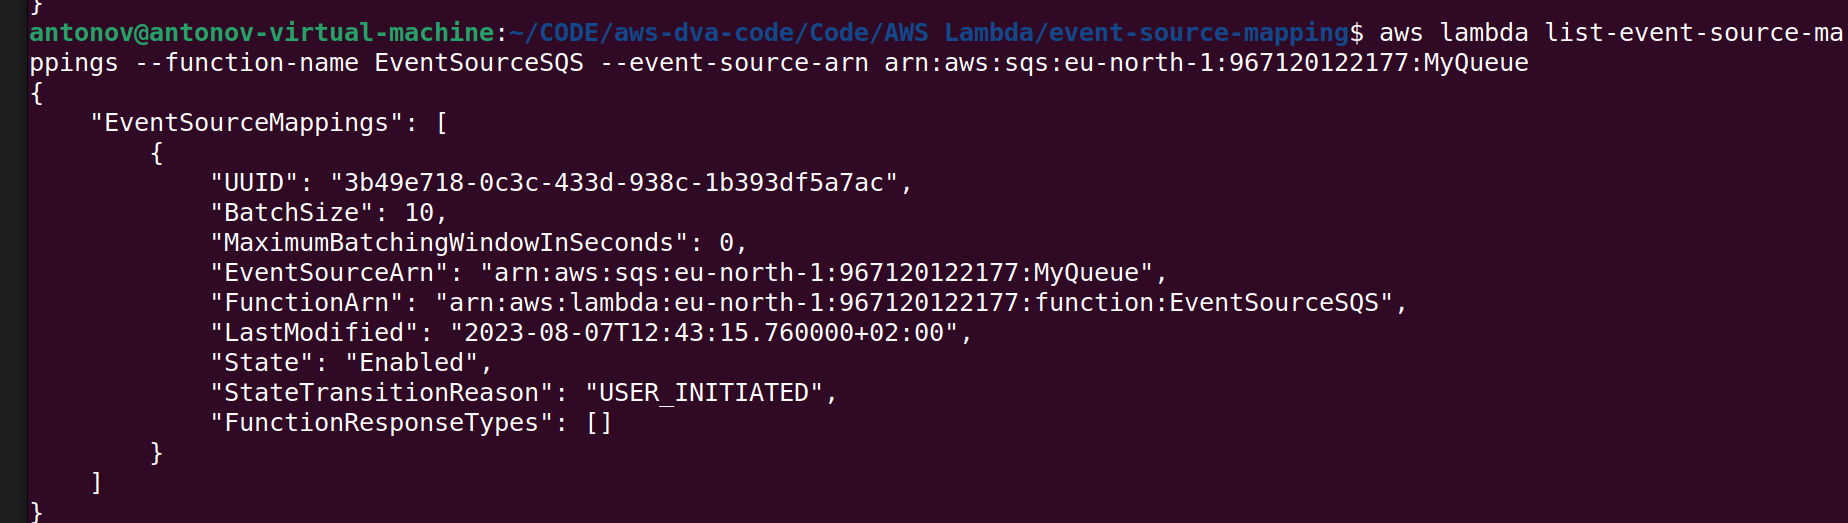 }
antonov@antonov-virtual-machine:~/CODE/aws-dva-code/Code/AWS Lambda/event-source-mapping$ aws lambda list-event-source-ma
ppings --function-name EventSourceSQS --event-source-arn arn:aws:sqs:eu-north-1:967120122177:MyQueue
{
    "EventSourceMappings": [
        {
            "UUID": "3b49e718-0c3c-433d-938c-1b393df5a7ac",
            "BatchSize": 10,
            "MaximumBatchingWindowInSeconds": 0,
            "EventSourceArn": "arn:aws:sqs:eu-north-1:967120122177:MyQueue",
            "FunctionArn": "arn:aws:lambda:eu-north-1:967120122177:function:EventSourceSQS",
            "LastModified": "2023-08-07T12:43:15.760000+02:00",
            "State": "Enabled",
            "StateTransitionReason": "USER_INITIATED",
            "FunctionResponseTypes": []
        }
    ]
}